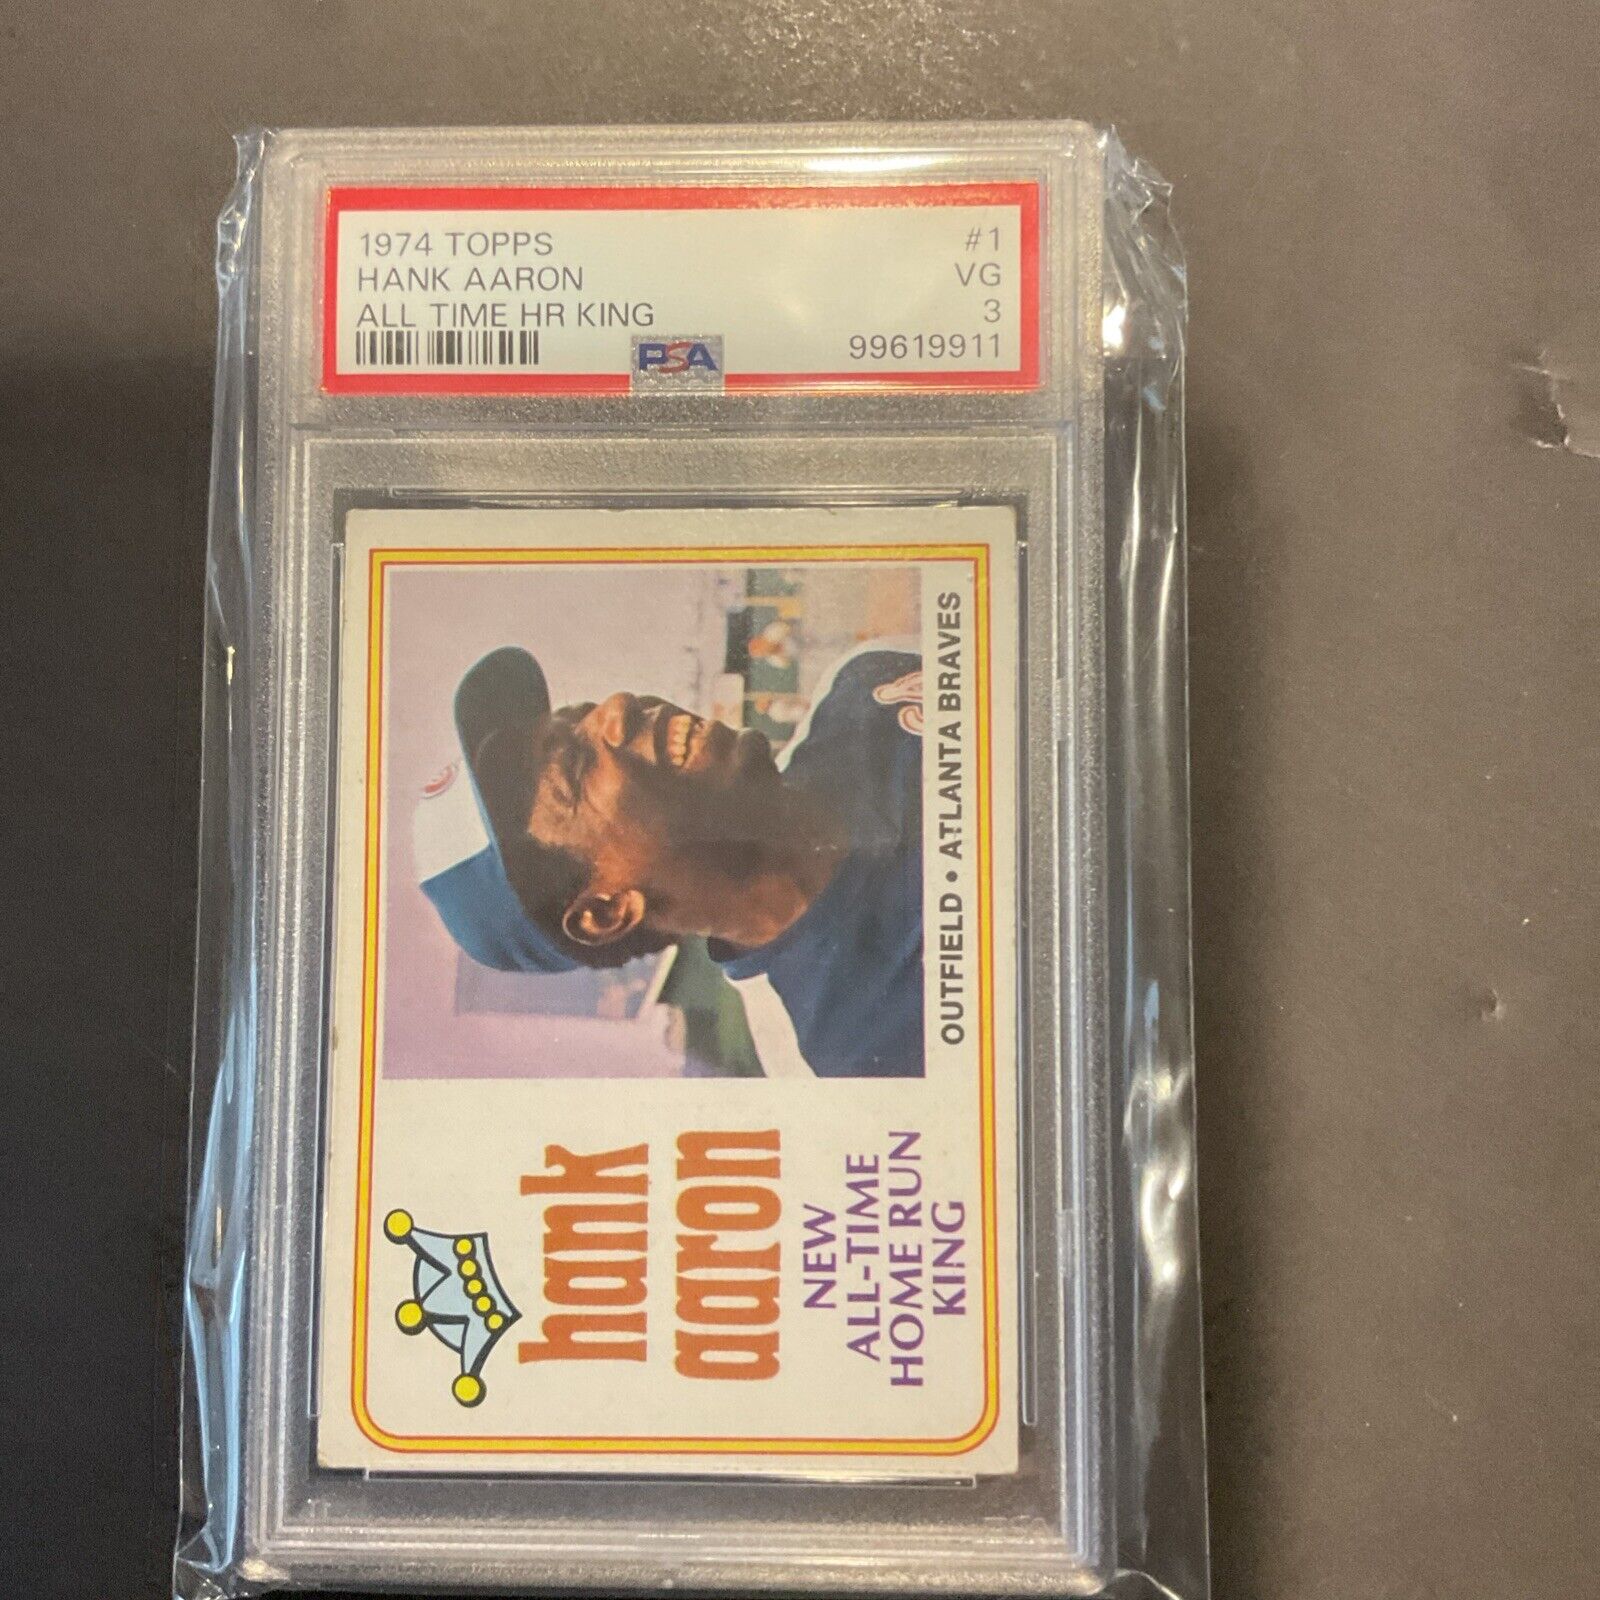 1974 TOPPS
#1
HANK AARON
VG
ALL TIME HR KING
3
PSA
99619911
OUTFIELD • ATLANTA BRAVES
hank
aaron
NEW
ALL-TIME
HOME RUN
KING